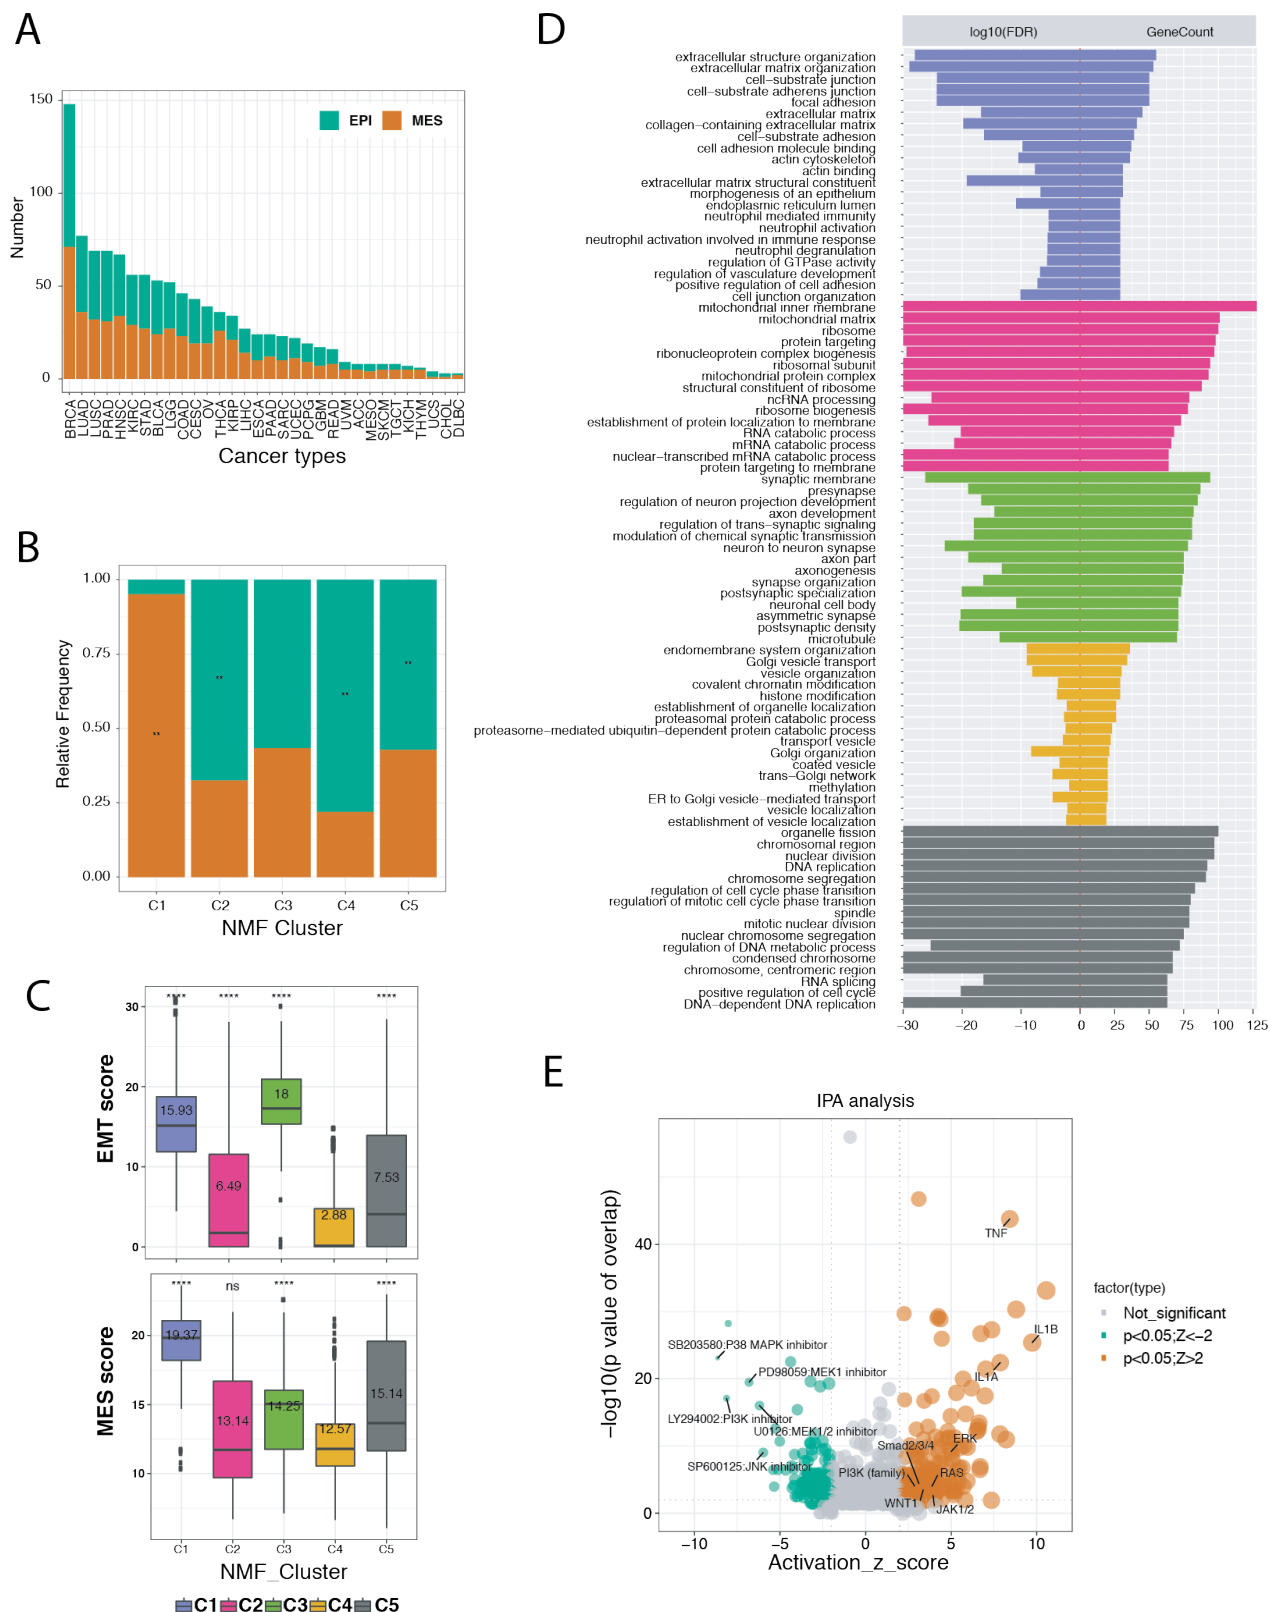 A
150
100
50
0
Number
EPI
MES
BRCA
LUAD
LUSC
PRAD
HNSC
KIRC
STAD
BLCA
LGG
COAD
CESC
OV
THCA
KIRP
LIHC
ESCA
PAAD
SARC
UCEC
PCPG
GBM
READ
UVM
ACC
MESO
SKCM
TGCT
KICH
THYM
UCS
CHOL
DLBC
Cancer types
B
1.00
0.75
0.50
0.25
0.00
Relative Frequency
**
**
**
**
C1 C2 C3 C4 C5
NMF Cluster
C
EMT score
30
20
10
0
**** **** **** ****
15.93
6.49
18
2.88
7.53
MES score
20
15
10
**** ns **** ****
19.37
13.14
14.25
12.57
15.14
C1 C2 C3 C4 C5
NMF_Cluster
C1 C2 C3 C4 C5
D
log10(FDR) GeneCount
extracellular structure organization
extracellular matrix organization
cell−substrate junction
cell−substrate adherens junction
focal adhesion
extracellular matrix
collagen−containing extracellular matrix
cell−substrate adhesion
cell adhesion molecule binding
actin cytoskeleton
actin binding
extracellular matrix structural constituent
morphogenesis of an epithelium
endoplasmic reticulum lumen
neutrophil mediated immunity
neutrophil activation
neutrophil activation involved in immune response
neutrophil degranulation
regulation of GTPase activity
regulation of vasculature development
positive regulation of cell adhesion
cell junction organization
mitochondrial inner membrane
mitochondrial matrix
ribosome
protein targeting
ribonucleoprotein complex biogenesis
ribosomal subunit
mitochondrial protein complex
structural constituent of ribosome
ncRNA processing
ribosome biogenesis
establishment of protein localization to membrane
RNA catabolic process
mRNA catabolic process
nuclear−transcribed mRNA catabolic process
protein targeting to membrane
synaptic membrane
presynapse
regulation of neuron projection development
axon development
regulation of trans−synaptic signaling
modulation of chemical synaptic transmission
neuron to neuron synapse
axon part
axonogenesis
synapse organization
postsynaptic specialization
neuronal cell body
asymmetric synapse
postsynaptic density
microtubule
endomembrane system organization
Golgi vesicle transport
vesicle organization
covalent chromatin modification
histone modification
establishment of organelle localization
proteasomal protein catabolic process
proteasome−mediated ubiquitin−dependent protein catabolic process
transport vesicle
Golgi organization
coated vesicle
trans−Golgi network
methylation
ER to Golgi vesicle−mediated transport
vesicle localization
establishment of vesicle localization
organelle fission
chromosomal region
nuclear division
DNA replication
chromosome segregation
regulation of cell cycle phase transition
regulation of mitotic cell cycle phase transition
spindle
mitotic nuclear division
nuclear chromosome segregation
regulation of DNA metabolic process
condensed chromosome
chromosome, centromeric region
RNA splicing
positive regulation of cell cycle
DNA−dependent DNA replication
−30 −20 −10 0 25 50 75 100 125
E
IPA analysis
−log10(p value of overlap)
40
20
0
TNF
IL1B
IL1A
SB203580:P38 MAPK inhibitor
PD98059:MEK1 inhibitor
LY294002:PI3K inhibitor
U0126:MEK1/2 inhibitor
SP600125:JNK inhibitor
Smad2/3/4
ERK
PI3K (family)
RAS
WNT1
JAK1/2
−10 −5 0 5 10
Activation_z_score
factor(type)
Not_significant
p<0.05;Z<−2
p<0.05;Z>2